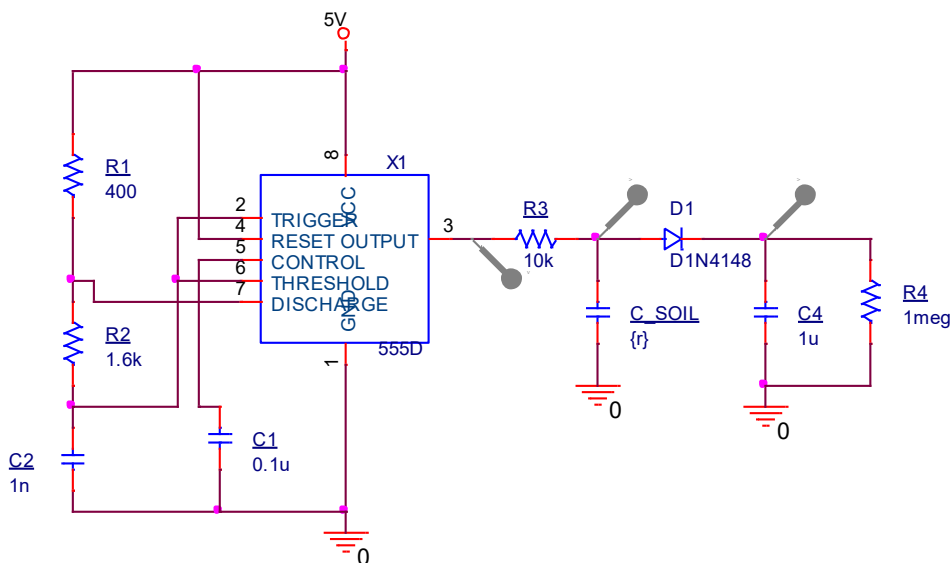 5V
R1
400
R2
1.6k
C2
1n
C1
0.1u
0
X1
8
VCC
2
TRIGGER
4
RESET OUTPUT
5
CONTROL
6
THRESHOLD
7
DISCHARGE
GND
1
555D
3
R3
10k
C_SOIL
{r}
0
D1
D1N4148
C4
1u
0
R4
1meg